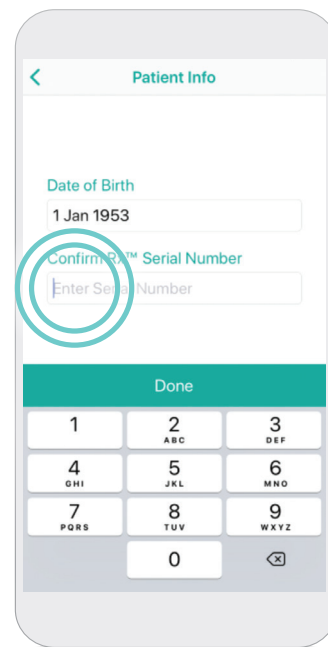 Patient Info
Date of Birth
1 Jan 1953
Confirm Rx™ Serial Number
Enter Serial Number
Done
1 2 3
ABC DEF
4 5 6
GHI JKL MNO
7 8 9
PQRS TUV WXYZ
0